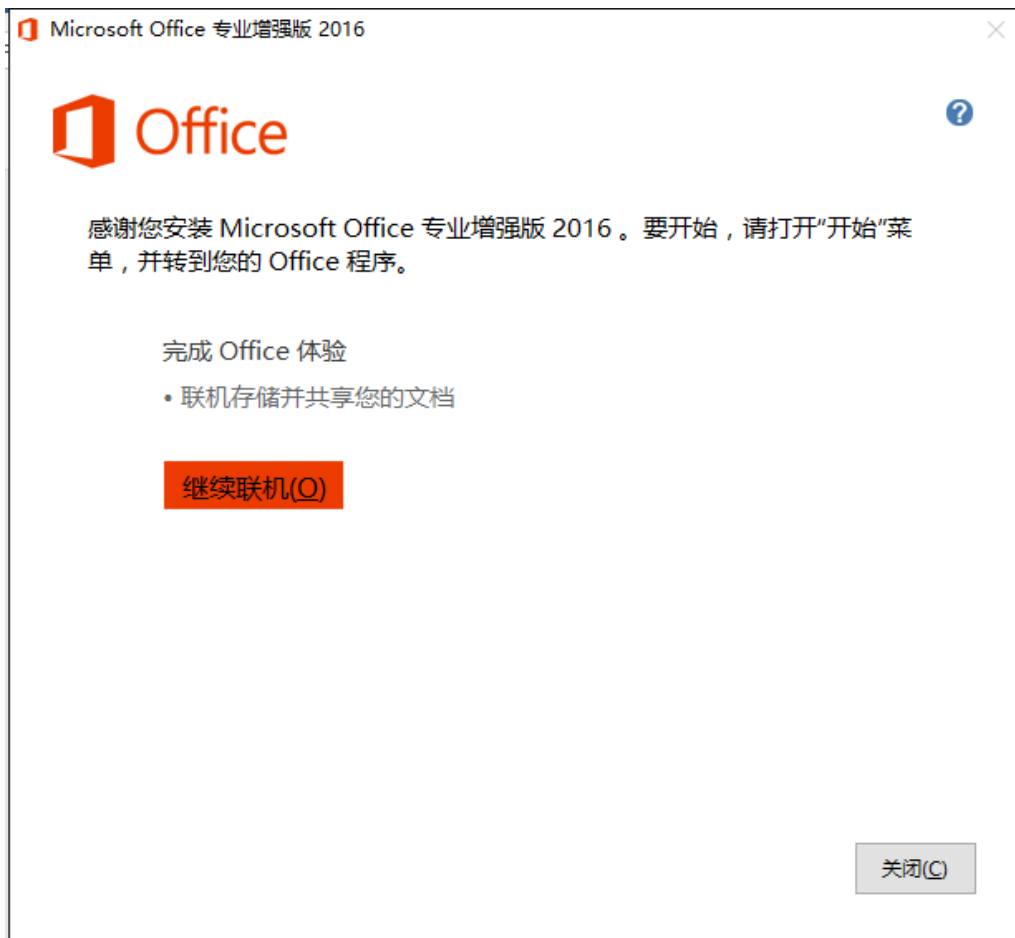 Microsoft Office 专业增强版 2016
Office
?
感谢您安装 Microsoft Office 专业增强版 2016 。要开始，请打开“开始”菜
单，并转到您的 Office 程序。
完成 Office 体验
• 联机存储并共享您的文档
继续联机(O)
关闭(C)